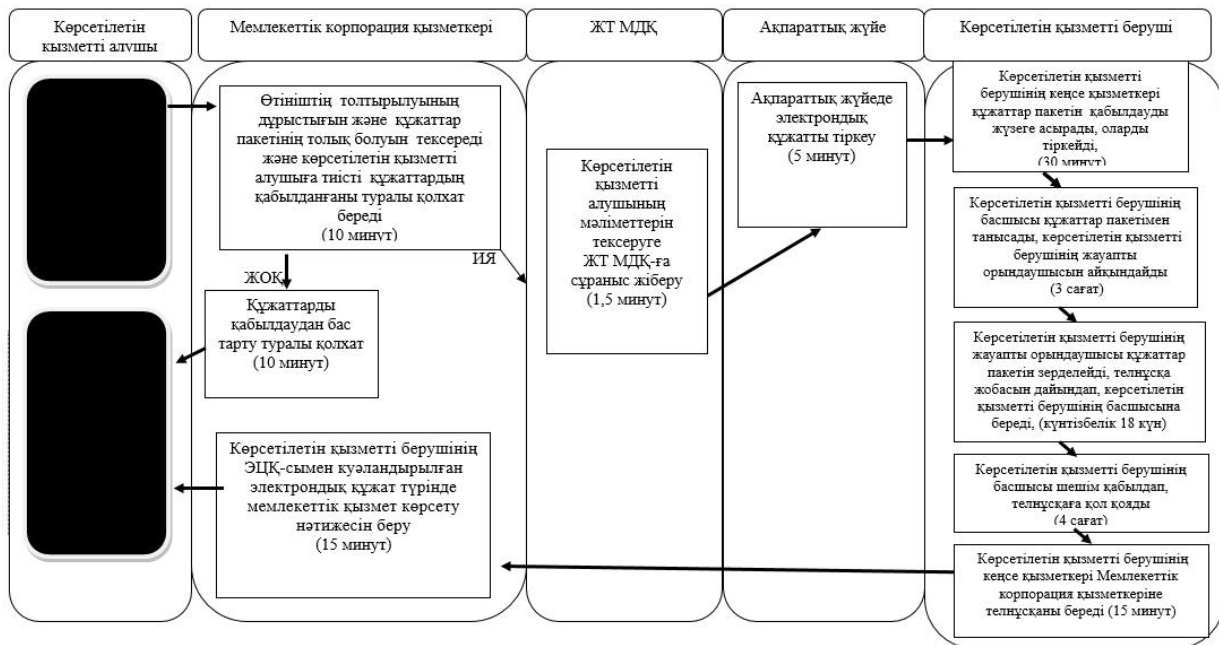 Көрсетілетін
қызметті алушы
Мемлекеттік корпорация қызметкері
ЖТ МДҚ
Ақпараттық жүйе
Көрсетілетін қызметті беруші
Өтініштің толтырылуының
дұрыстығын және құжаттар
пакетінің толық болуын тексереді
және көрсетілетін қызметті
алушыға тиісті құжаттардың
қабылданғаны туралы қолхат
береді
(10 минут)
ИЯ
ЖОҚ
Құжаттарды
қабылдаудан бас
тарту туралы қолхат
(10 минут)
Көрсетілетін қызметті берушінің
ЭЦҚ-сымен куәландырылған
электрондық құжат түрінде
мемлекеттік қызмет көрсету
нәтижесін беру
(15 минут)
Көрсетілетін
қызметті
алушының
мәліметтерін
тексеруге
ЖТ МДҚ-ға
сұраныс жіберу
(1,5 минут)
Ақпараттық жүйеде
электрондық
құжатты тіркеу
(5 минут)
Көрсетілетін қызметті
берушінің кеңсе қызметкері
құжаттар пакетін қабылдауды
жүзеге асырады, оларды
тіркейді,
(30 минут)
Көрсетілетін қызметті берушінің
басшысы құжаттар пакетімен
танысады, көрсетілетін қызметті
берушінің жауапты
орындаушысын айқындайды
(3 сағат)
Көрсетілетін қызметті берушінің
жауапты орындаушысы құжаттар
пакетін зерделейді, телнұсқа
жобасын дайындап, көрсетілетін
қызметті берушінің басшысына
береді, (күнтізбелік 18 күн)
Көрсетілетін қызметті берушінің
басшысы шешім қабылдап,
телнұсқаға қол қояды
(4 сағат)
Көрсетілетін қызметті берушінің
кеңсе қызметкері Мемлекеттік
корпорация қызметкеріне
телнұсқаны береді (15 минут)